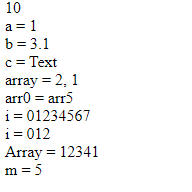 10
a = 1
b = 3.1
c = Text
array = 2, 1
arr0 = arr5
i = 01234567
i = 012
Array = 12341
m = 5